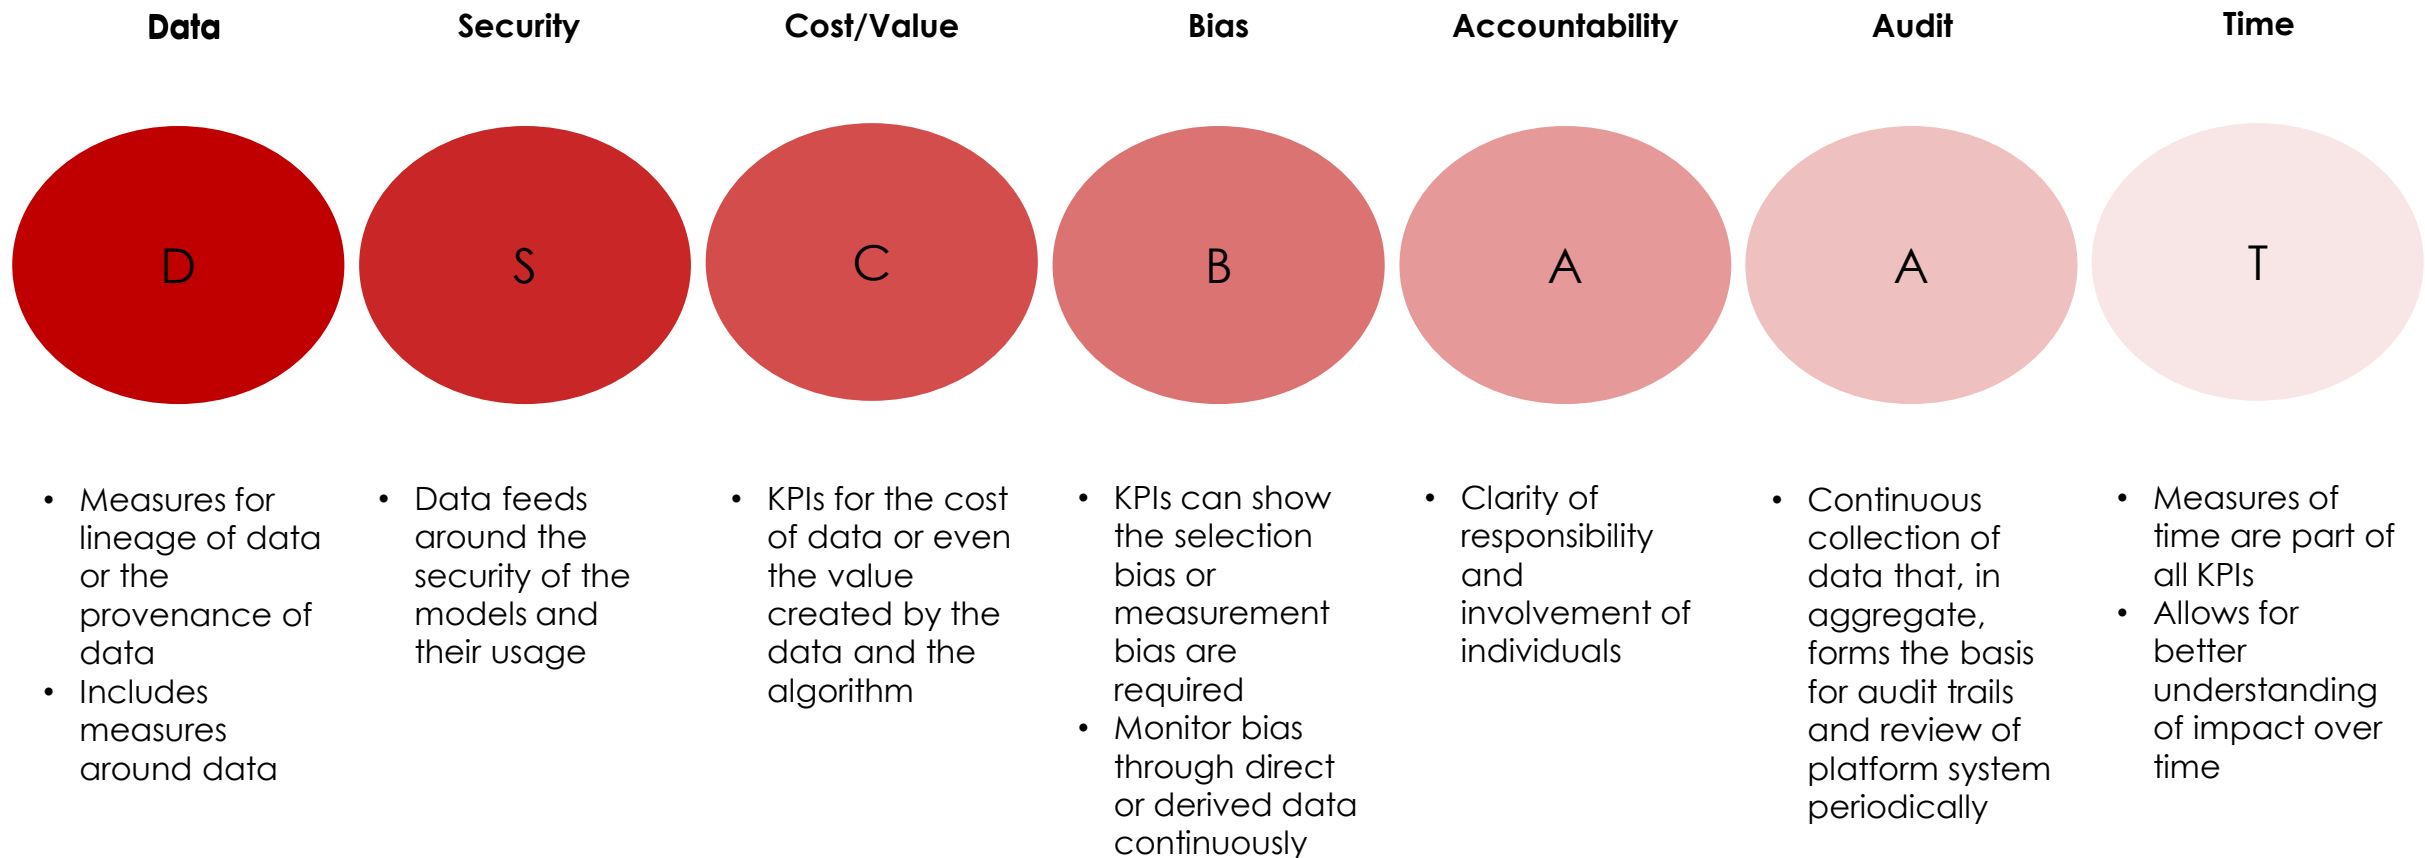 Data
Security
Cost/Value
Bias
Accountability
Audit
Time
D
S
C
B
A
A
T
• Measures for
lineage of data
or the
provenance of
data
• Includes
measures
around data
• Data feeds
around the
security of the
models and
their usage
• KPIs for the cost
of data or even
the value
created by the
data and the
algorithm
• KPIs can show
the selection
bias or
measurement
bias are
required
• Monitor bias
through direct
or derived data
continuously
• Clarity of
responsibility
and
involvement of
individuals
• Continuous
collection of
data that, in
aggregate,
forms the basis
for audit trails
and review of
platform system
periodically
• Measures of
time are part of
all KPIs
• Allows for
better
understanding
of impact over
time